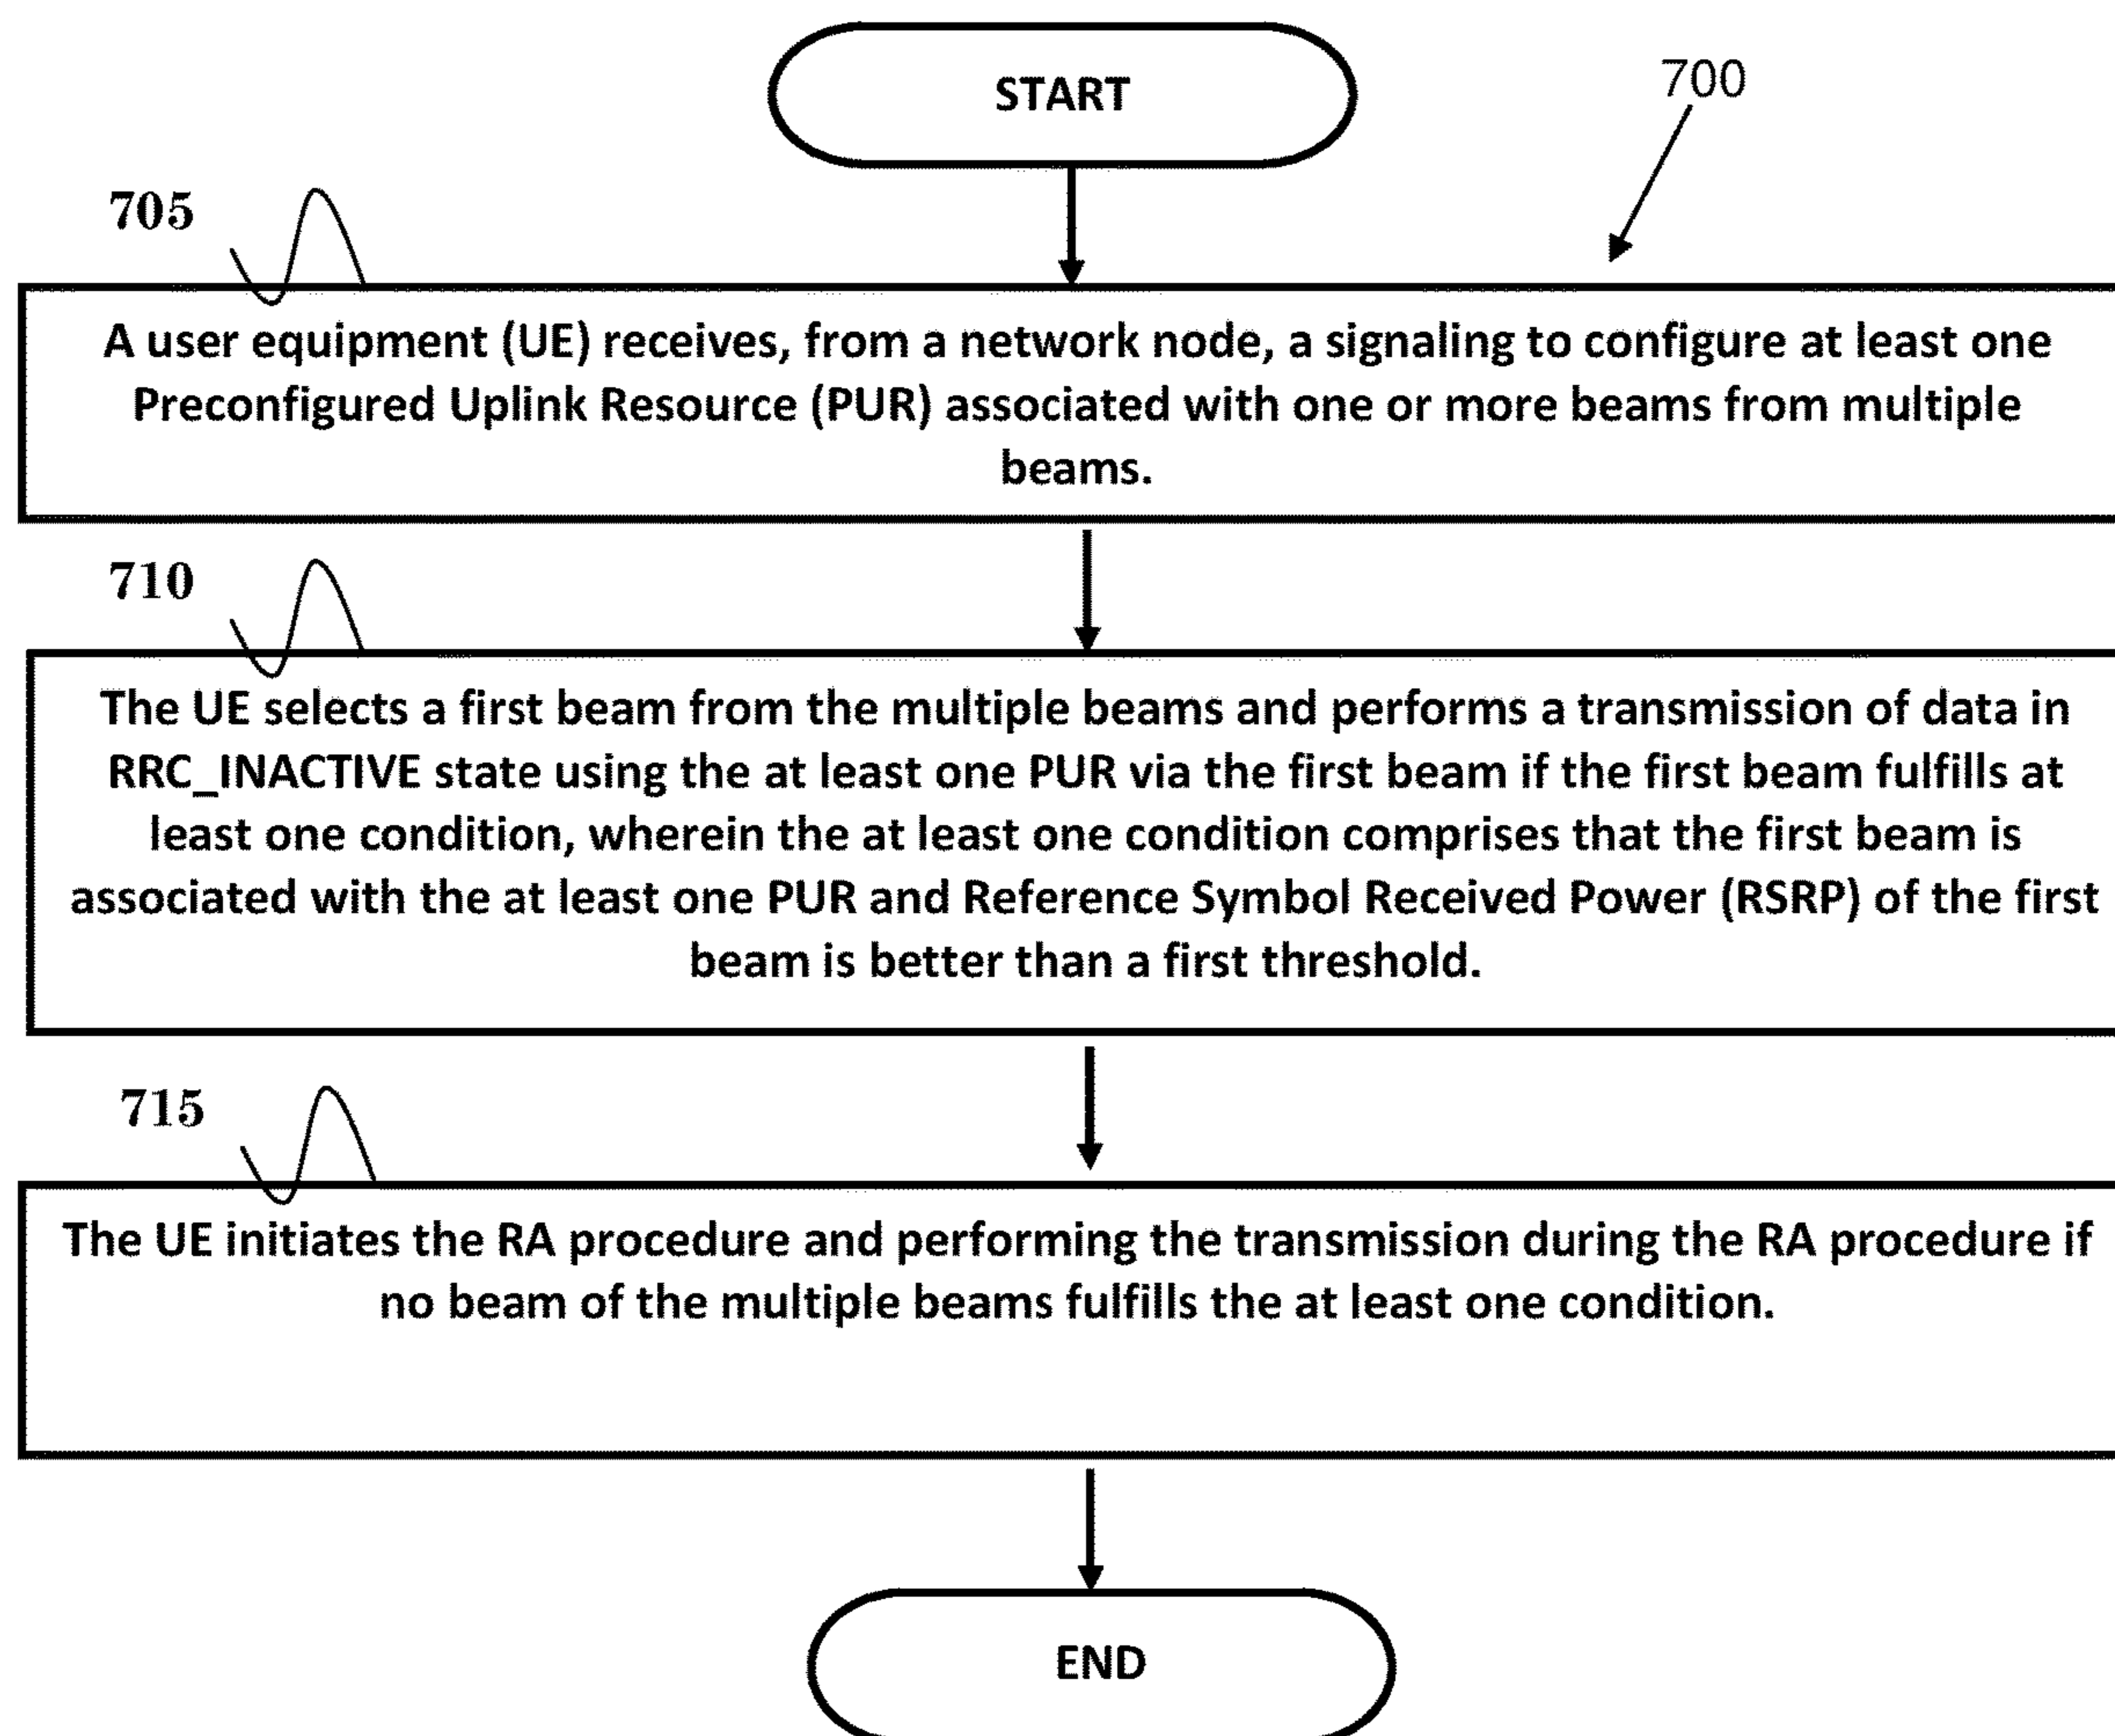 START
700
705
A user equipment (UE) receives, from a network node, a signaling to configure at least one
Preconfigured Uplink Resource (PUR) associated with one or more beams from multiple
beams.
710
The UE selects a first beam from the multiple beams and performs a transmission of data in
RRC_INACTIVE state using the at least one PUR via the first beam if the first beam fulfills at
least one condition, wherein the at least one condition comprises that the first beam is
associated with the at least one PUR and Reference Symbol Received Power (RSRP) of the first
beam is better than a first threshold.
715
The UE initiates the RA procedure and performing the transmission during the RA procedure if
no beam of the multiple beams fulfills the at least one condition.
END